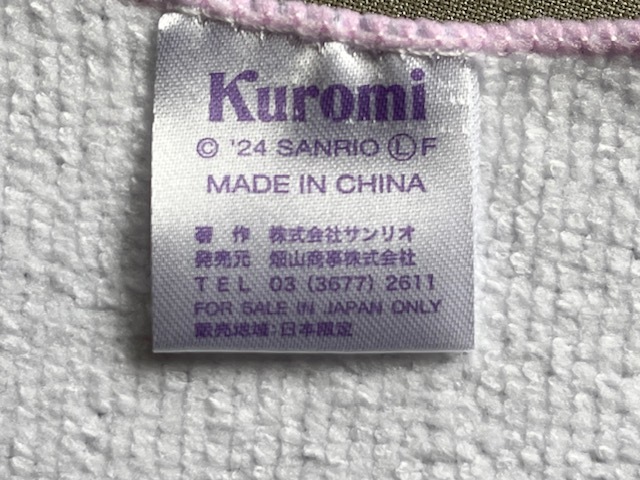 Kuromi
© '24 SANRIO Ⓛ F
MADE IN CHINA
著 作 株式会社サンリオ
発売元 畑山商事株式会社
TEL 03 (3677) 2611
FOR SALE IN JAPAN ONLY
販売地域:日本限定